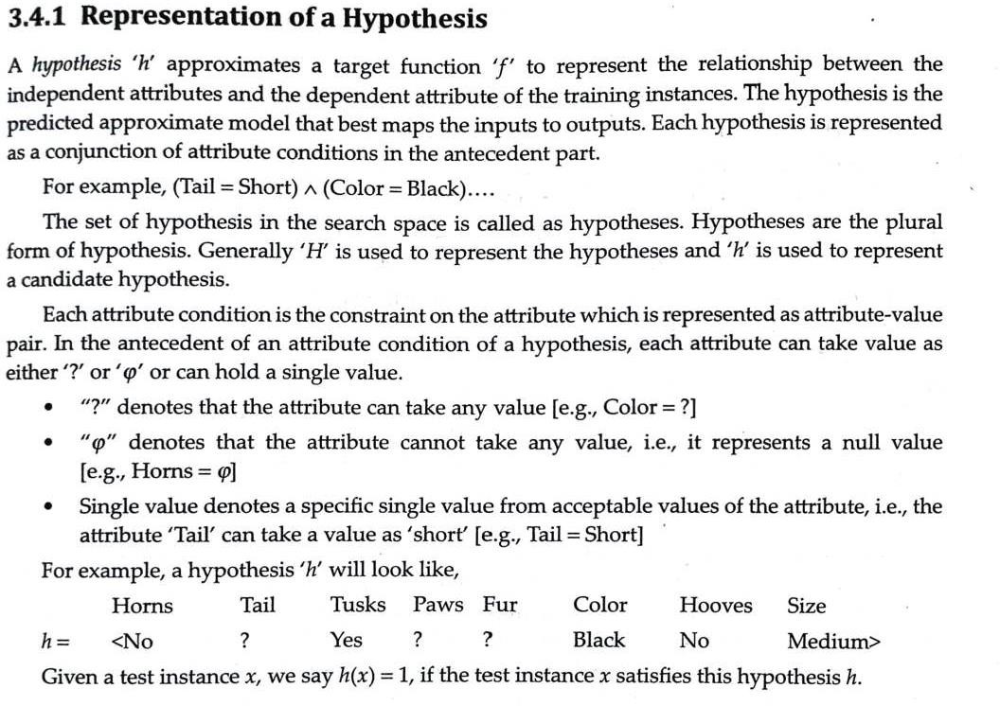 3.4.1 Representation of a Hypothesis
A hypothesis ‘h’ approximates a target function ‘f’ to represent the relationship between the
independent attributes and the dependent attribute of the training instances. The hypothesis is the
predicted approximate model that best maps the inputs to outputs. Each hypothesis is represented
as a conjunction of attribute conditions in the antecedent part.
For example, (Tail = Short) ∧ (Color = Black)....
The set of hypothesis in the search space is called as hypotheses. Hypotheses are the plural
form of hypothesis. Generally ‘H’ is used to represent the hypotheses and ‘h’ is used to represent
a candidate hypothesis.
Each attribute condition is the constraint on the attribute which is represented as attribute-value
pair. In the antecedent of an attribute condition of a hypothesis, each attribute can take value as
either ‘?’ or ‘φ’ or can hold a single value.
• “?” denotes that the attribute can take any value [e.g., Color = ?]
• “φ” denotes that the attribute cannot take any value, i.e., it represents a null value
[e.g., Horns = φ]
• Single value denotes a specific single value from acceptable values of the attribute, i.e., the
attribute ‘Tail’ can take a value as ‘short’ [e.g., Tail = Short]
For example, a hypothesis ‘h’ will look like,
Horns Tail Tusks Paws Fur Color Hooves Size
h = <No ? Yes ? ? Black No Medium>
Given a test instance x, we say h(x) = 1, if the test instance x satisfies this hypothesis h.